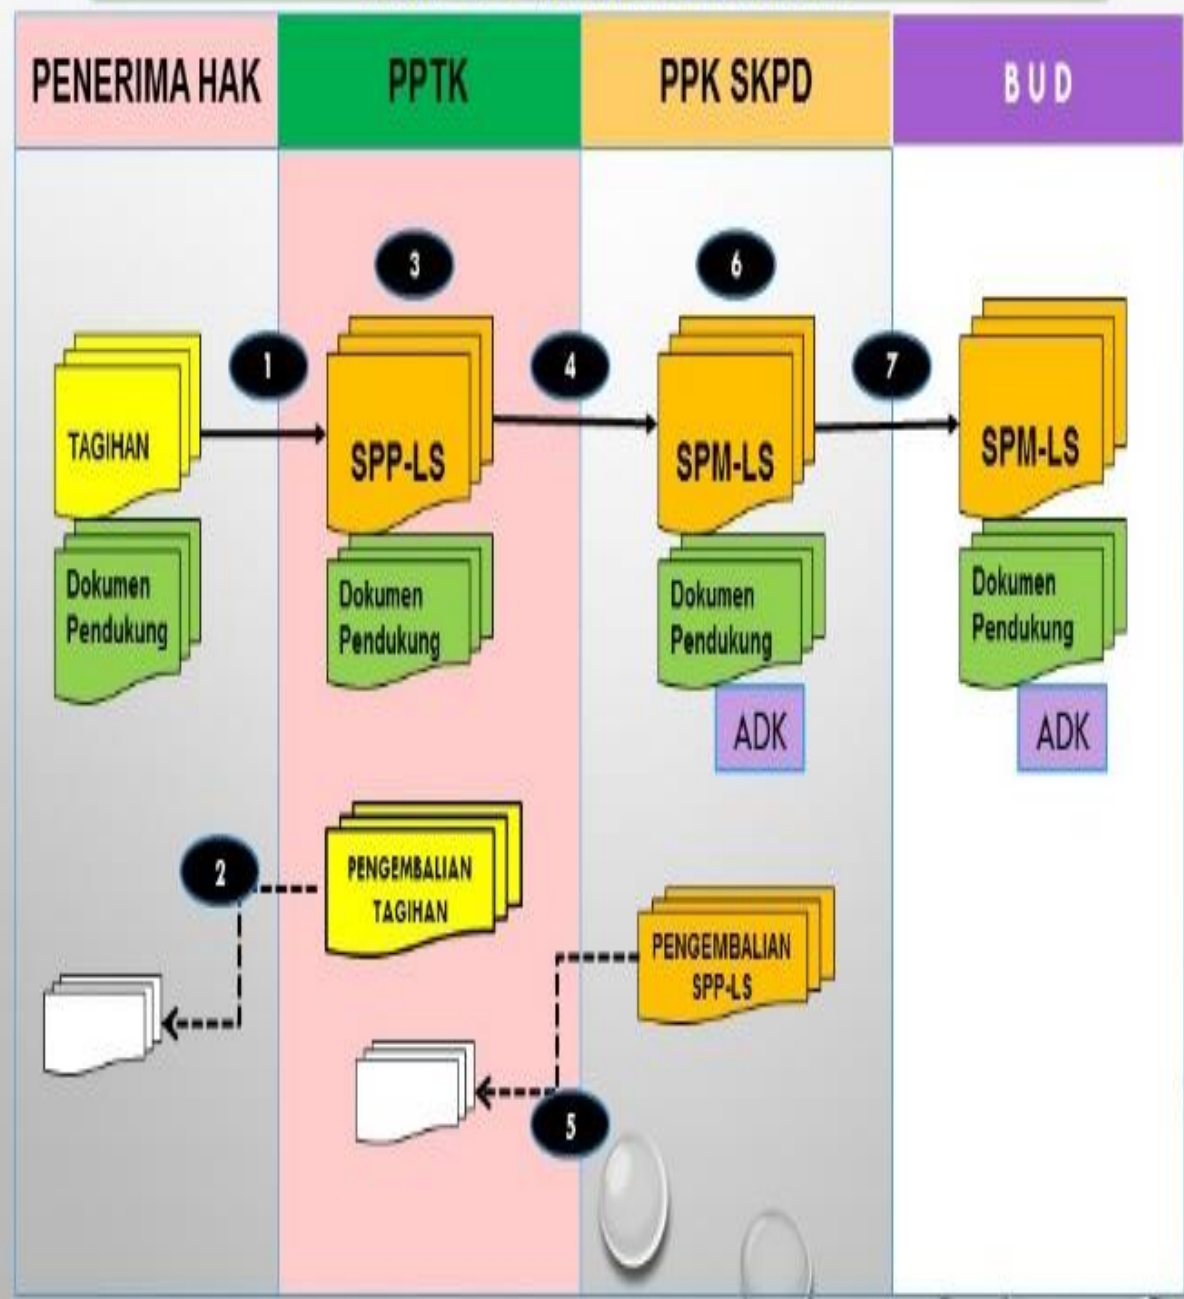 PENERIMA HAK
PPTK
PPK SKPD
BUD
3
6
1
4
7
TAGIHAN
SPP-LS
SPM-LS
SPM-LS
Dokumen
Pendukung
Dokumen
Pendukung
Dokumen
Pendukung
Dokumen
Pendukung
ADK
ADK
2
PENGEMBALIAN
TAGIHAN
PENGEMBALIAN
SPP-LS
5